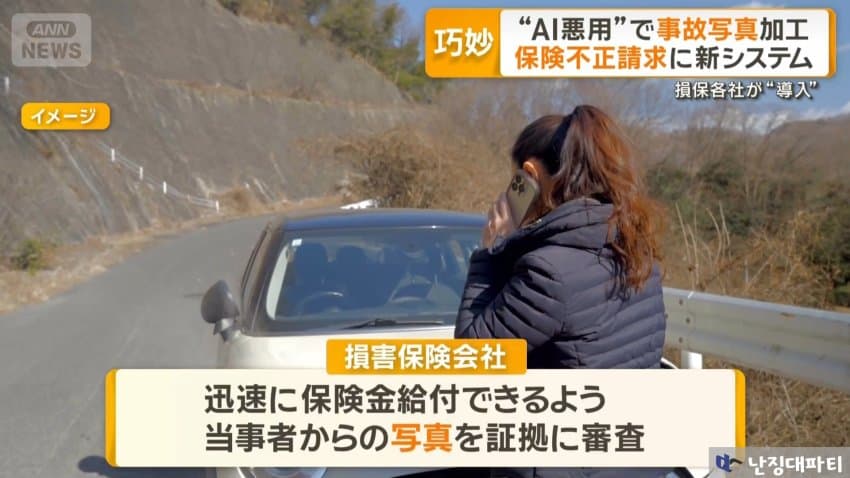 ANN
NEWS
イメージ
巧妙
“AI悪用”で事故写真加工
保険不正請求に新システム
損保各社が“導入”
損害保険会社
迅速に保険金給付できるよう
当事者からの写真を証拠に審査
난징대파티